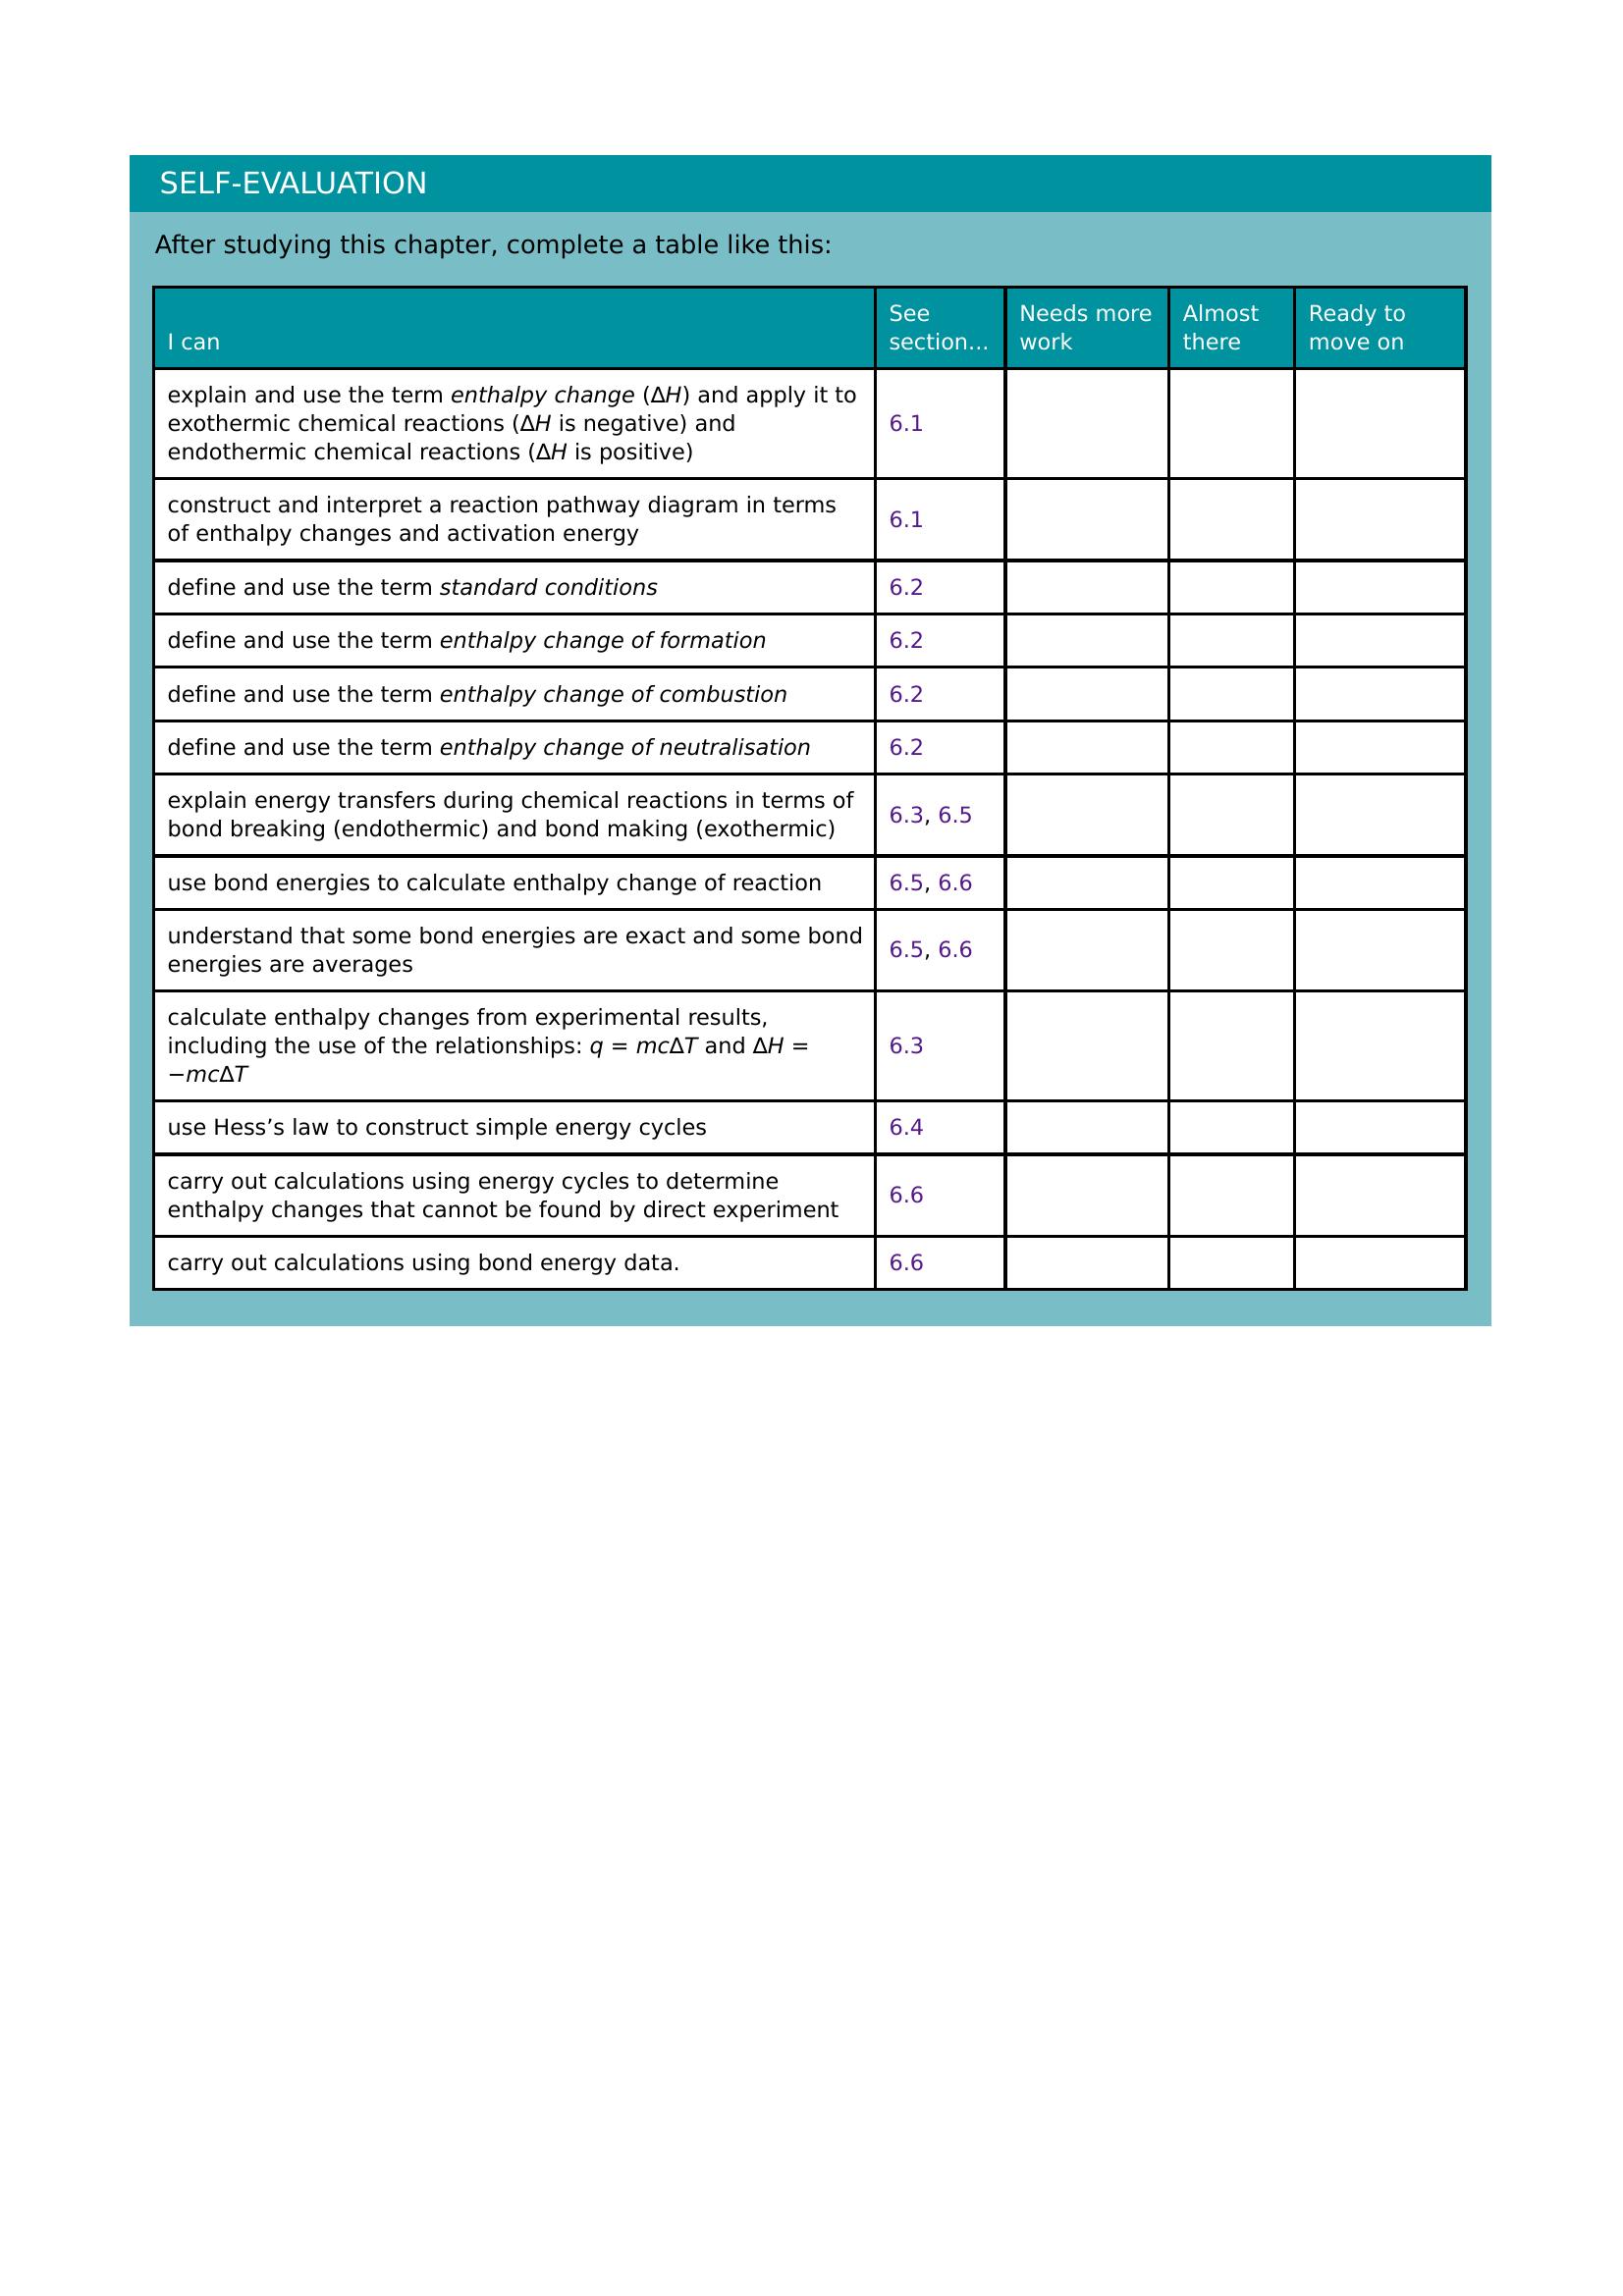 SELF-EVALUATION
After studying this chapter, complete a table like this:
I can
See
section...
Needs more
work
Almost
there
Ready to
move on
explain and use the term enthalpy change (ΔH) and apply it to
exothermic chemical reactions (ΔH is negative) and
endothermic chemical reactions (ΔH is positive)
6.1
construct and interpret a reaction pathway diagram in terms
of enthalpy changes and activation energy
6.1
define and use the term standard conditions
6.2
define and use the term enthalpy change of formation
6.2
define and use the term enthalpy change of combustion
6.2
define and use the term enthalpy change of neutralisation
6.2
explain energy transfers during chemical reactions in terms of
bond breaking (endothermic) and bond making (exothermic)
6.3, 6.5
use bond energies to calculate enthalpy change of reaction
6.5, 6.6
understand that some bond energies are exact and some bond
energies are averages
6.5, 6.6
calculate enthalpy changes from experimental results,
including the use of the relationships: q = mcΔT and ΔH =
−mcΔT
6.3
use Hess’s law to construct simple energy cycles
6.4
carry out calculations using energy cycles to determine
enthalpy changes that cannot be found by direct experiment
6.6
carry out calculations using bond energy data.
6.6